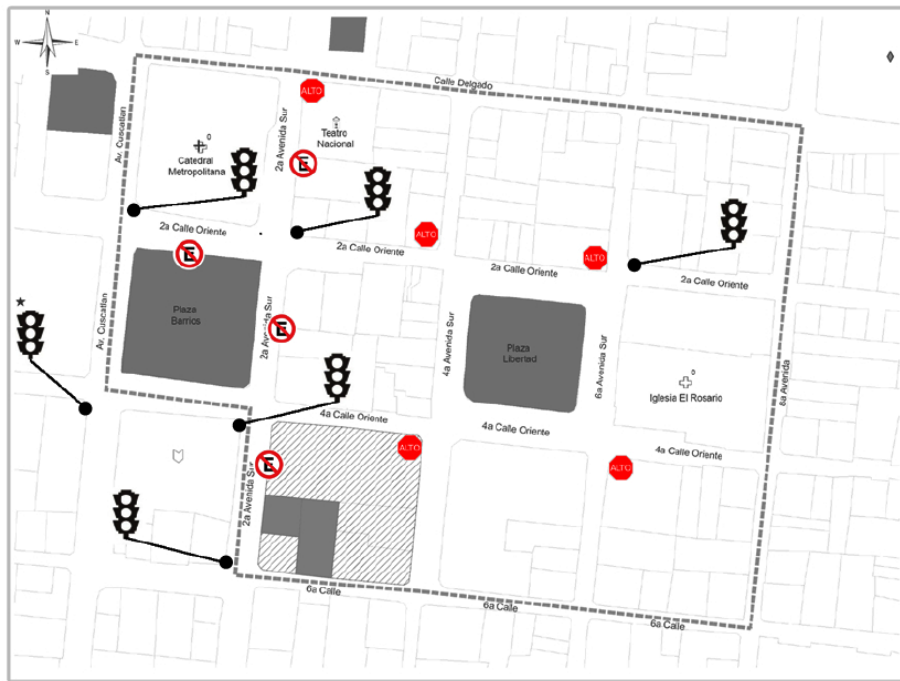 N
W E
S
Calle Delgado
ALTO
Av. Cuscatlan
2a Avenida Sur
Teatro
Nacional
0
Catedral
Metropolitana
E
2a Calle Oriente
2a Calle Oriente
ALTO
2a Calle Oriente
ALTO
2a Calle Oriente
E
Plaza
Barrios
Av. Cuscatlan
2a Avenida Sur
E
4a Avenida Sur
Plaza
Libertad
6a Avenida Sur
0
Iglesia El Rosario
8a Avenida
4a Calle Oriente
ALTO
4a Calle Oriente
4a Calle Oriente
ALTO
2a Avenida Sur
E
6a Calle
6a Calle
6a Calle